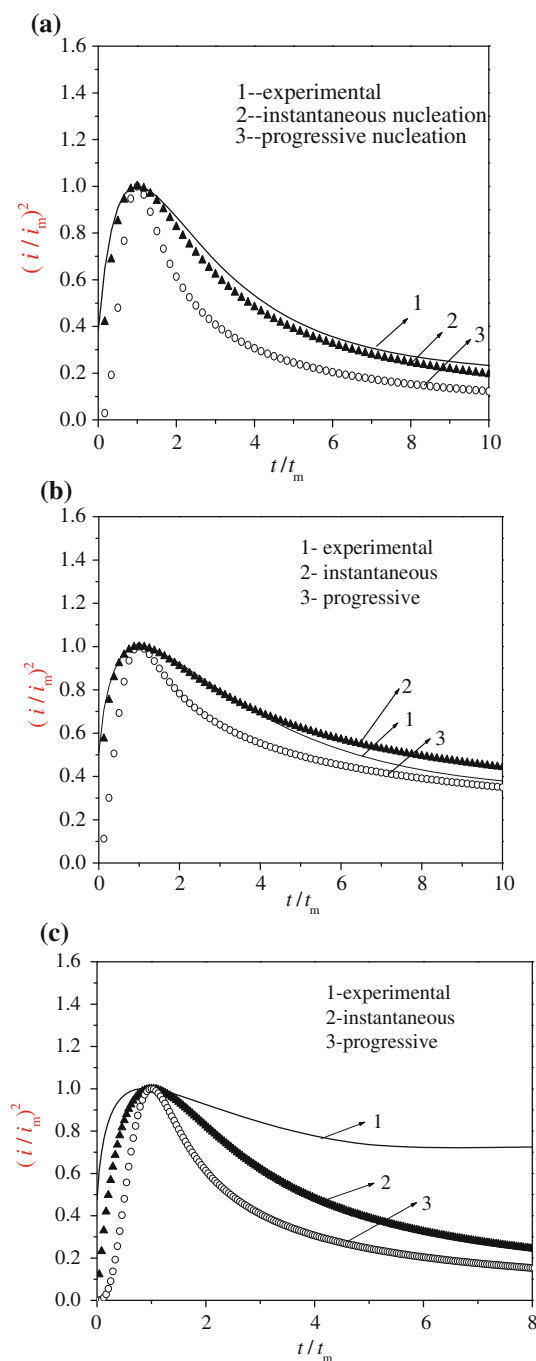 (a)
1.6
1.4
1.2
1.0
0.8
0.6
0.4
0.2
0.0
(i/i_m)^2
1--experimental
2--instantaneous nucleation
3--progressive nucleation
1
2
3
0 2 4 6 8 10
t/t_m
(b)
1.6
1.4
1.2
1.0
0.8
0.6
0.4
0.2
0.0
(i/i_m)^2
1- experimental
2- instantaneous
3- progressive
2
1
3
0 2 4 6 8 10
t/t_m
(c)
1.6
1.4
1.2
1.0
0.8
0.6
0.4
0.2
0.0
(i/i_m)^2
1-experimental
2-instantaneous
3-progressive
1
2
3
0 2 4 6 8
t/t_m